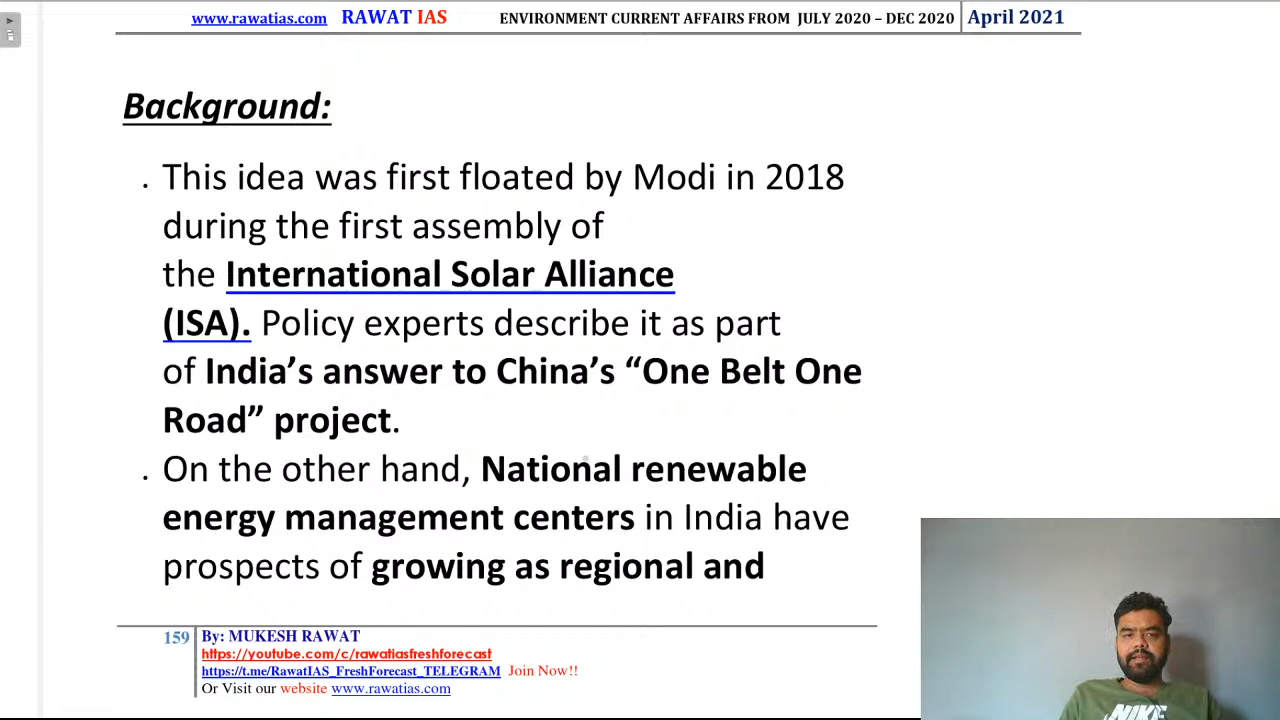 www.rawatias.com RAWAT IAS ENVIRONMENT CURRENT AFFAIRS FROM JULY 2020 – DEC 2020 April 2021
Background:
. This idea was first floated by Modi in 2018
during the first assembly of
the International Solar Alliance
(ISA). Policy experts describe it as part
of India’s answer to China’s “One Belt One
Road” project.
. On the other hand, National renewable
energy management centers in India have
prospects of growing as regional and
159 By: MUKESH RAWAT
https://youtube.com/c/rawatiasfreshforecast
https://t.me/RawatIAS_FreshForecast_TELEGRAM Join Now!!
Or Visit our website www.rawatias.com
NIKE